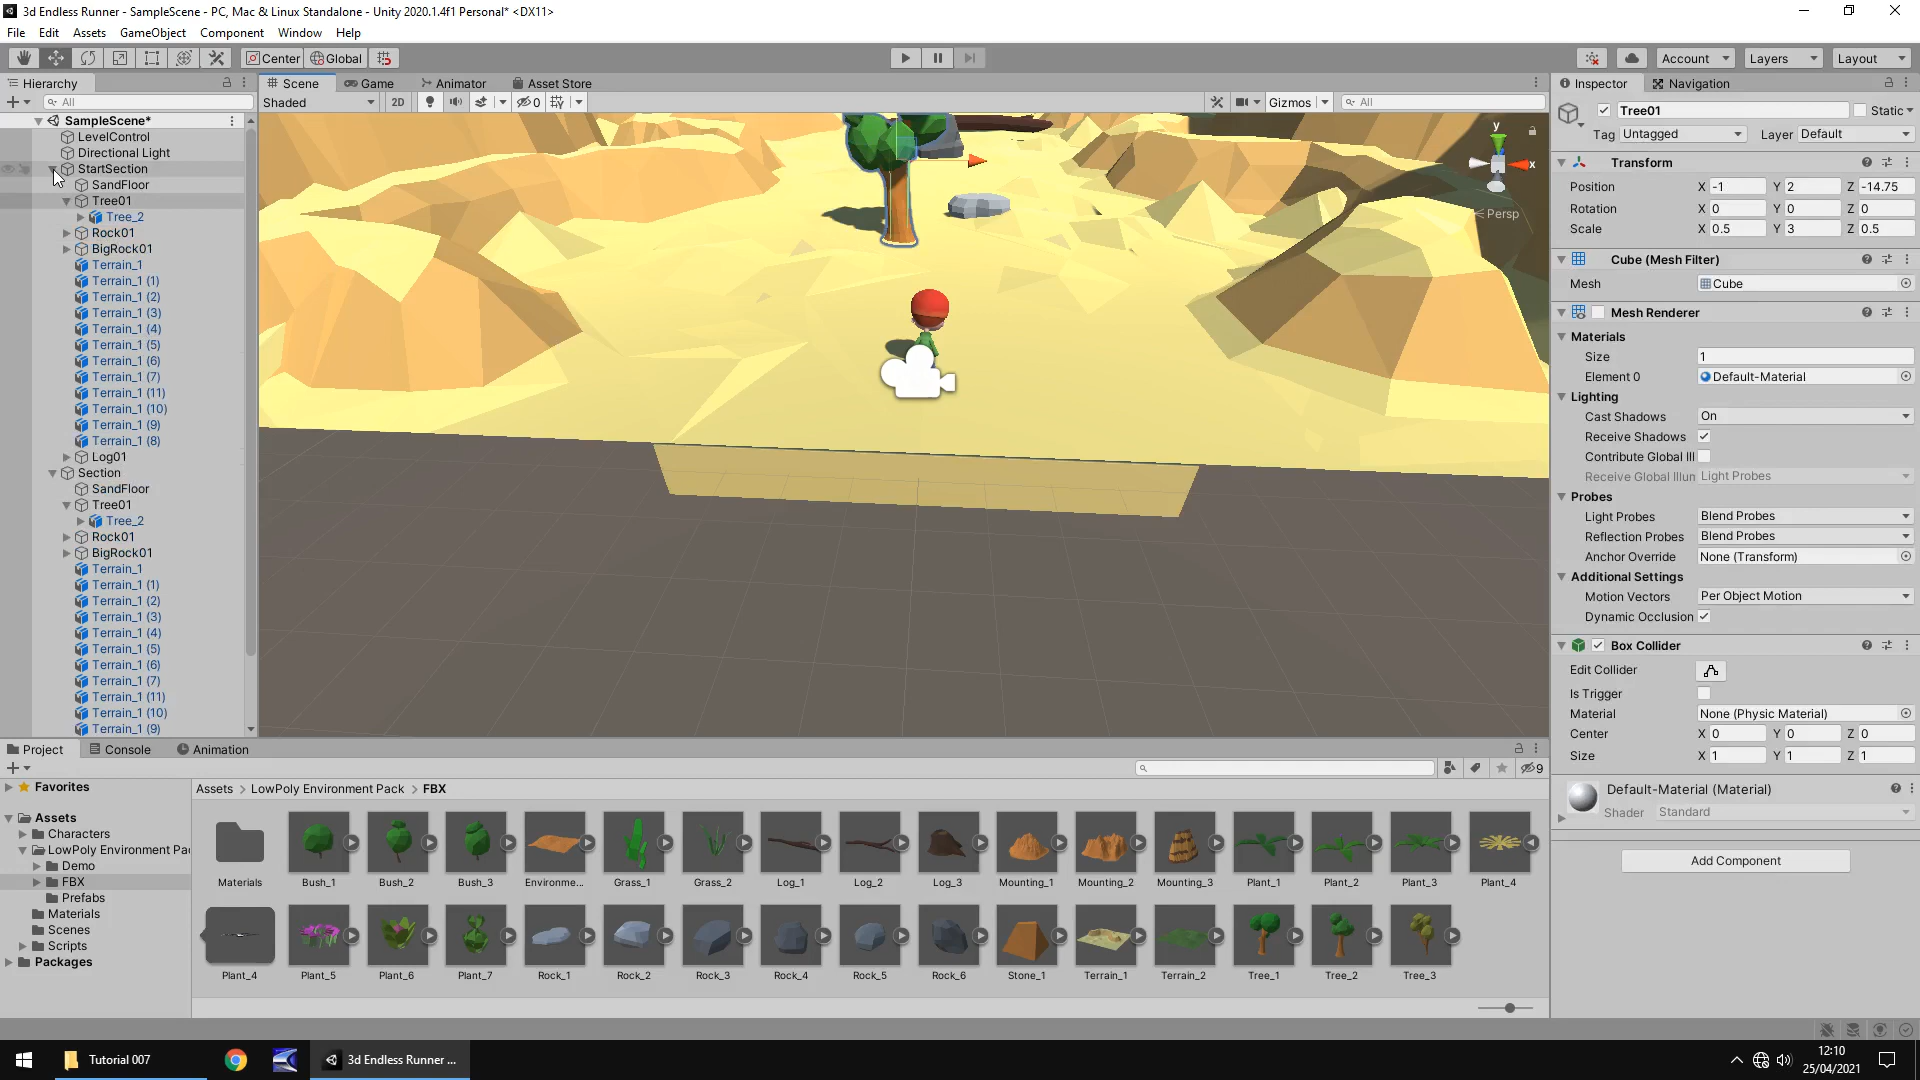 3d Endless Runner - SampleScene - PC, Mac & Linux Standalone - Unity 2020.1.4f1 Personal* <DX11>
File Edit Assets GameObject Component Window Help
Center Global Account Layers Layout
Hierarchy Scene Game Animator Asset Store Inspector Navigation
All Shaded 2D 0 Gizmos All
SampleScene*
LevelControl
Directional Light
StartSection
SandFloor
Tree01
Tree_2
Rock01
BigRock01
Terrain_1
Terrain_1 (1)
Terrain_1 (2)
Terrain_1 (3)
Terrain_1 (4)
Terrain_1 (5)
Terrain_1 (6)
Terrain_1 (7)
Terrain_1 (11)
Terrain_1 (10)
Terrain_1 (9)
Terrain_1 (8)
Log01
Section
SandFloor
Tree01
Tree_2
Rock01
BigRock01
Terrain_1
Terrain_1 (1)
Terrain_1 (2)
Terrain_1 (3)
Terrain_1 (4)
Terrain_1 (5)
Terrain_1 (6)
Terrain_1 (7)
Terrain_1 (11)
Terrain_1 (10)
Terrain_1 (9)
y
x
Persp
Tree01 Static
Tag Untagged Layer Default
Transform
Position X -1 Y 2 Z -14.75
Rotation X 0 Y 0 Z 0
Scale X 0.5 Y 3 Z 0.5
Cube (Mesh Filter)
Mesh Cube
Mesh Renderer
Materials
Size 1
Element 0 Default-Material
Lighting
Cast Shadows On
Receive Shadows
Contribute Global Ill
Receive Global Illum Light Probes
Probes
Light Probes Blend Probes
Reflection Probes Blend Probes
Anchor Override None (Transform)
Additional Settings
Motion Vectors Per Object Motion
Dynamic Occlusion
Box Collider
Edit Collider
Is Trigger
Material None (Physic Material)
Center X 0 Y 0 Z 0
Size X 1 Y 1 Z 1
Default-Material (Material)
Shader Standard
Add Component
Project Console Animation
9
Favorites
Assets
Characters
LowPoly Environment Pac
Demo
FBX
Prefabs
Materials
Scenes
Scripts
Packages
Assets > LowPoly Environment Pack > FBX
Materials Bush_1 Bush_2 Bush_3 Environme... Grass_1 Grass_2 Log_1 Log_2 Log_3 Mounting_1 Mounting_2 Mounting_3 Plant_1 Plant_2 Plant_3 Plant_4
Plant_4 Plant_5 Plant_6 Plant_7 Rock_1 Rock_2 Rock_3 Rock_4 Rock_5 Rock_6 Stone_1 Terrain_1 Terrain_2 Tree_1 Tree_2 Tree_3
Tutorial 007
3d Endless Runner ...
12:10
25/04/2021